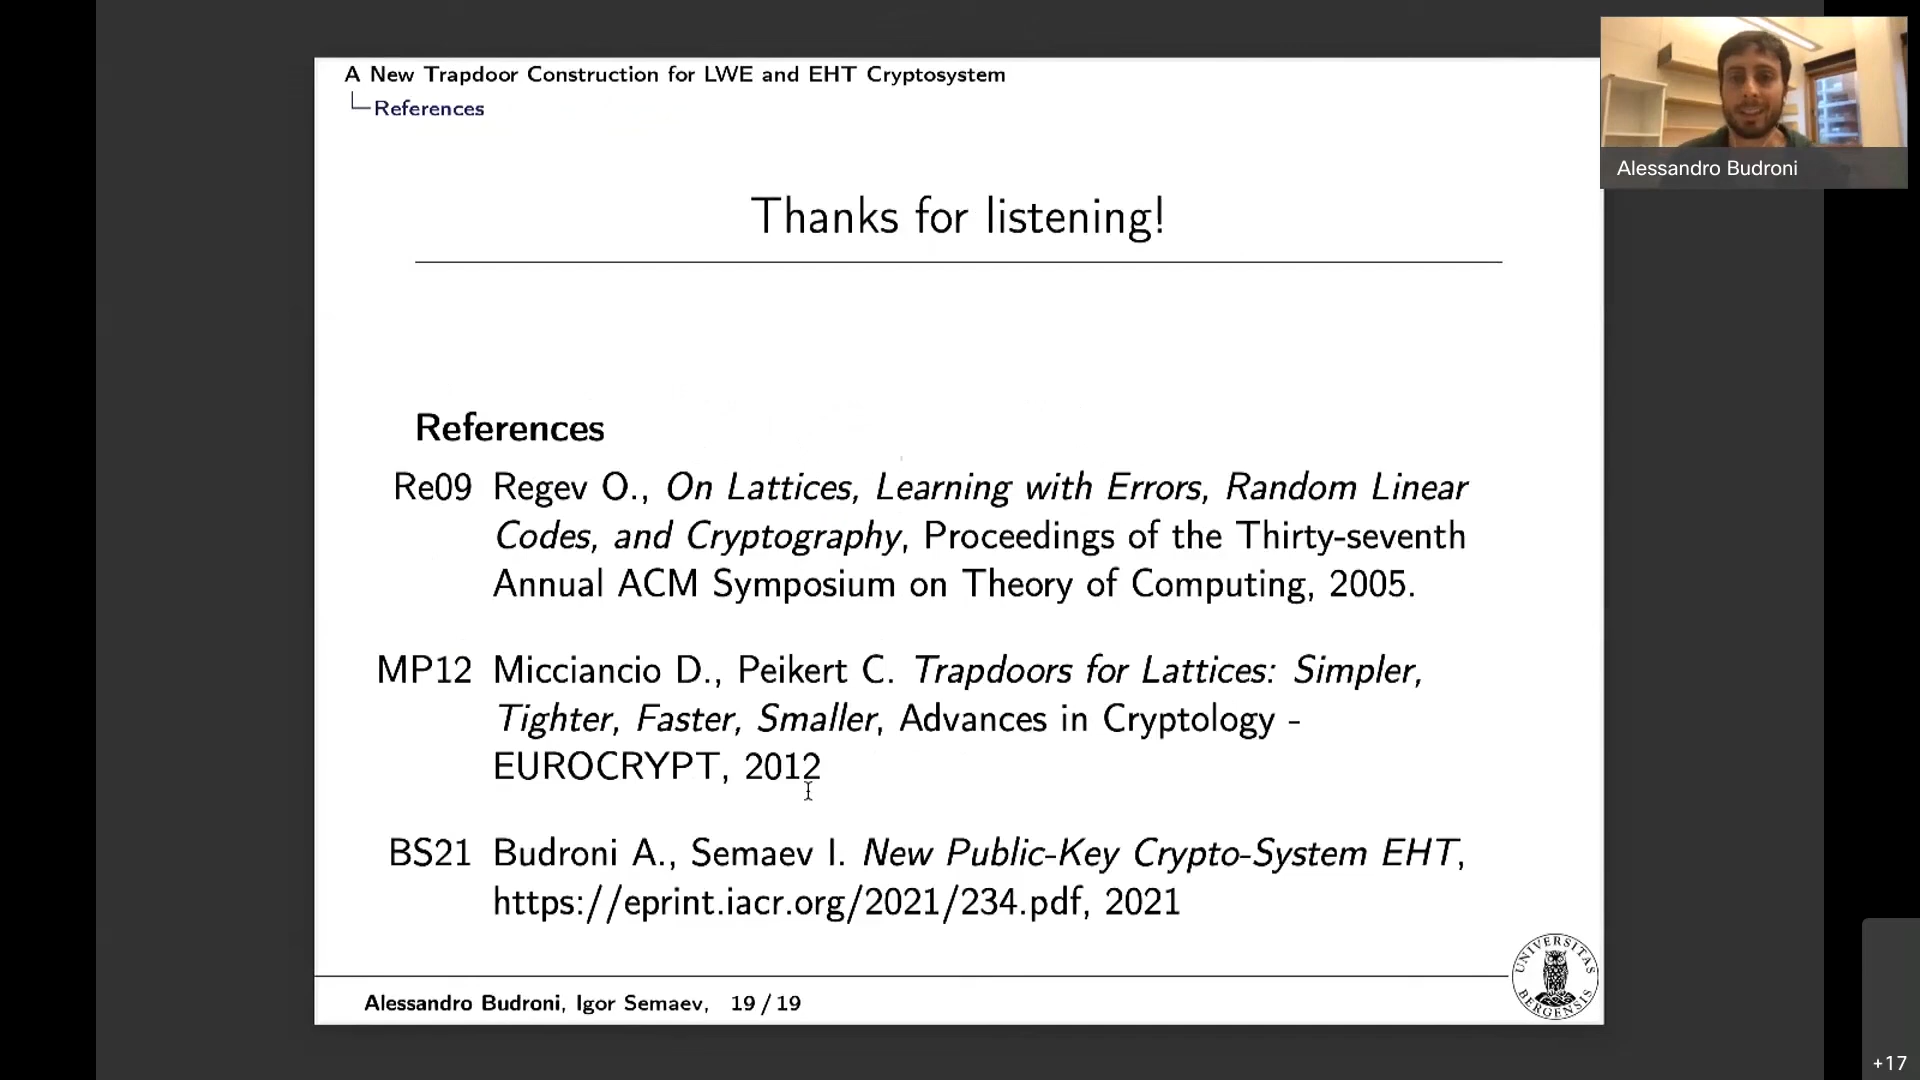 A New Trapdoor Construction for LWE and EHT Cryptosystem
References
Alessandro Budroni
Thanks for listening!
References
Re09 Regev O., On Lattices, Learning with Errors, Random Linear
Codes, and Cryptography, Proceedings of the Thirty-seventh
Annual ACM Symposium on Theory of Computing, 2005.
MP12 Micciancio D., Peikert C. Trapdoors for Lattices: Simpler,
Tighter, Faster, Smaller, Advances in Cryptology -
EUROCRYPT, 2012
BS21 Budroni A., Semaev I. New Public-Key Crypto-System EHT,
https://eprint.iacr.org/2021/234.pdf, 2021
UNIVERSITAS
BERGENSIS
Alessandro Budroni, Igor Semaev, 19 / 19
+17